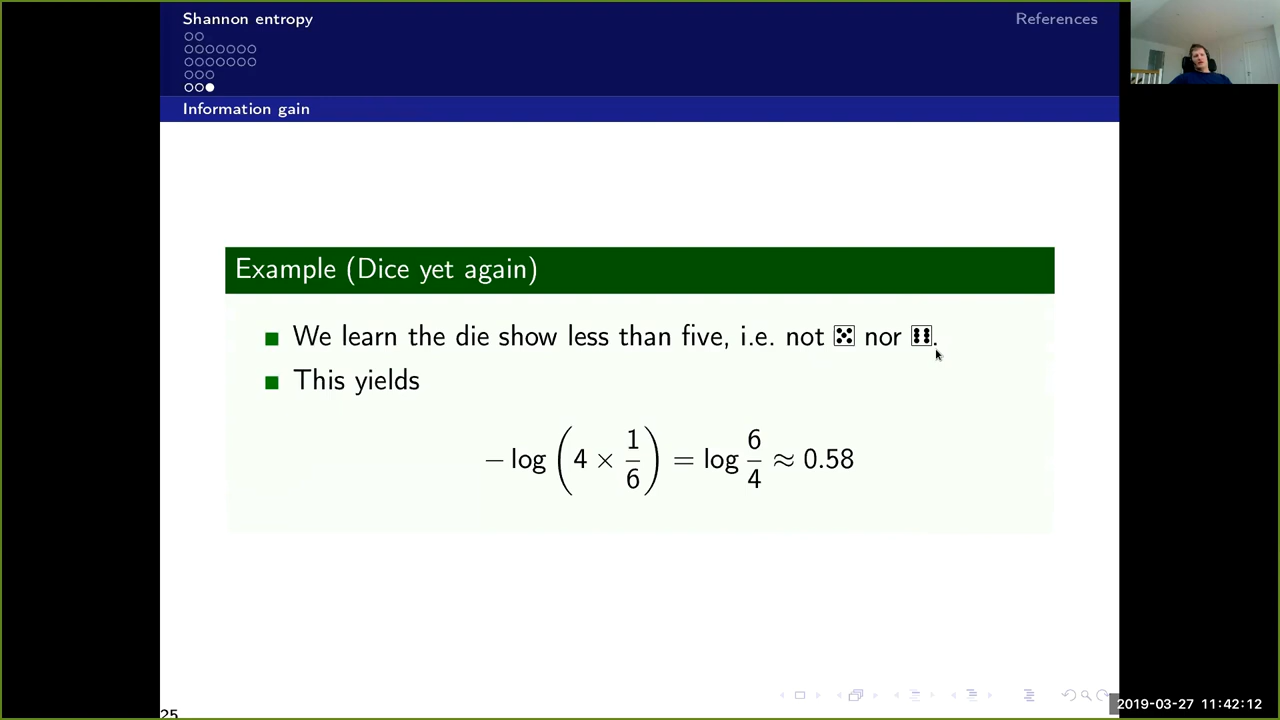 Shannon entropy
References
Information gain
Example (Dice yet again)
We learn the die show less than five, i.e. not ⚄ nor ⚅.
This yields
− log (4 × 1/6) = log 6/4 ≈ 0.58
25
2019-03-27 11:42:12